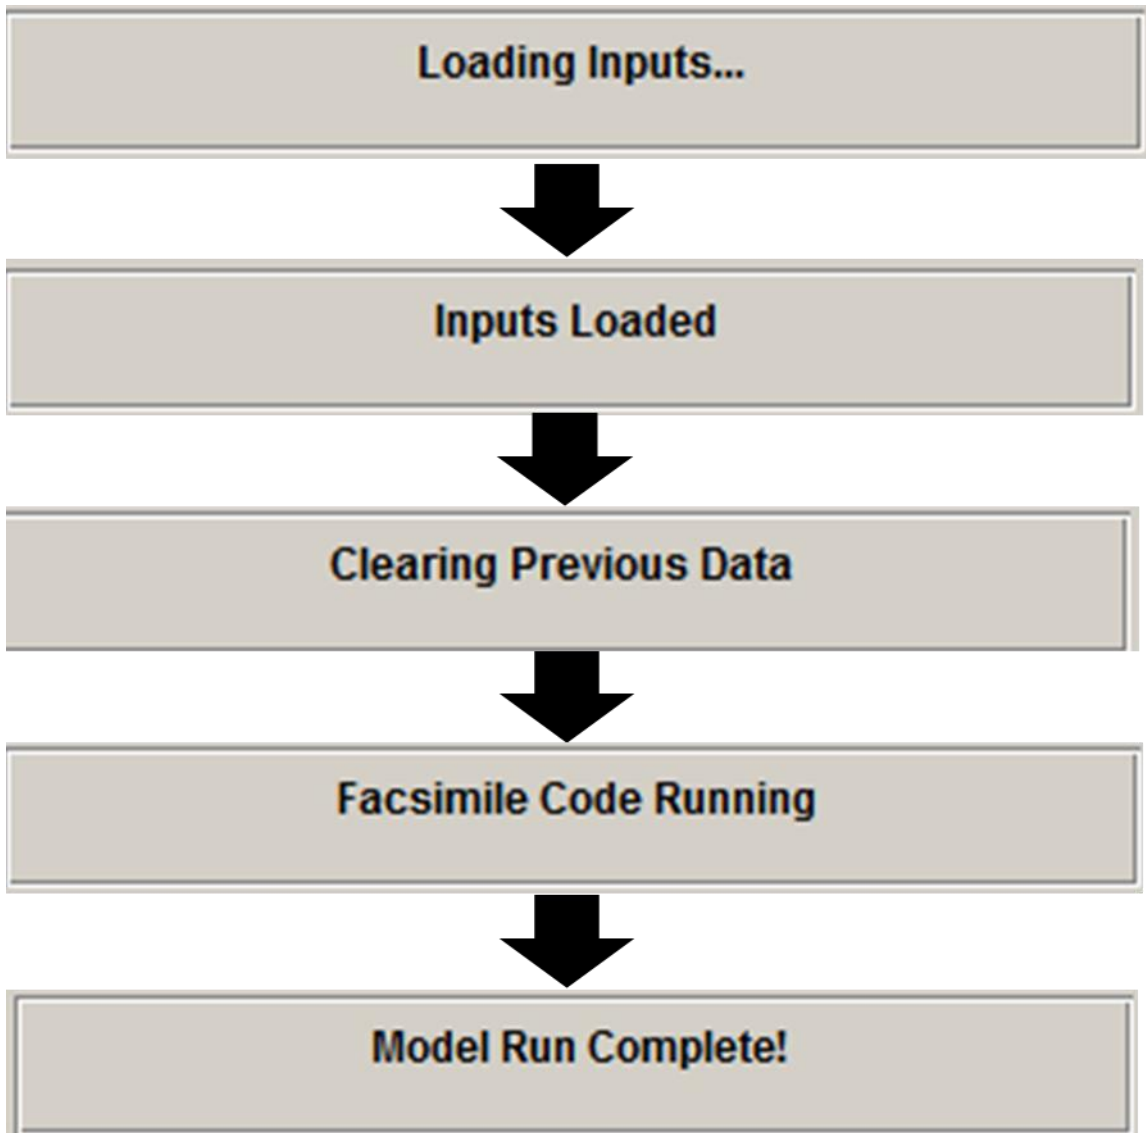 Loading Inputs...
Inputs Loaded
Clearing Previous Data
Facsimile Code Running
Model Run Complete!